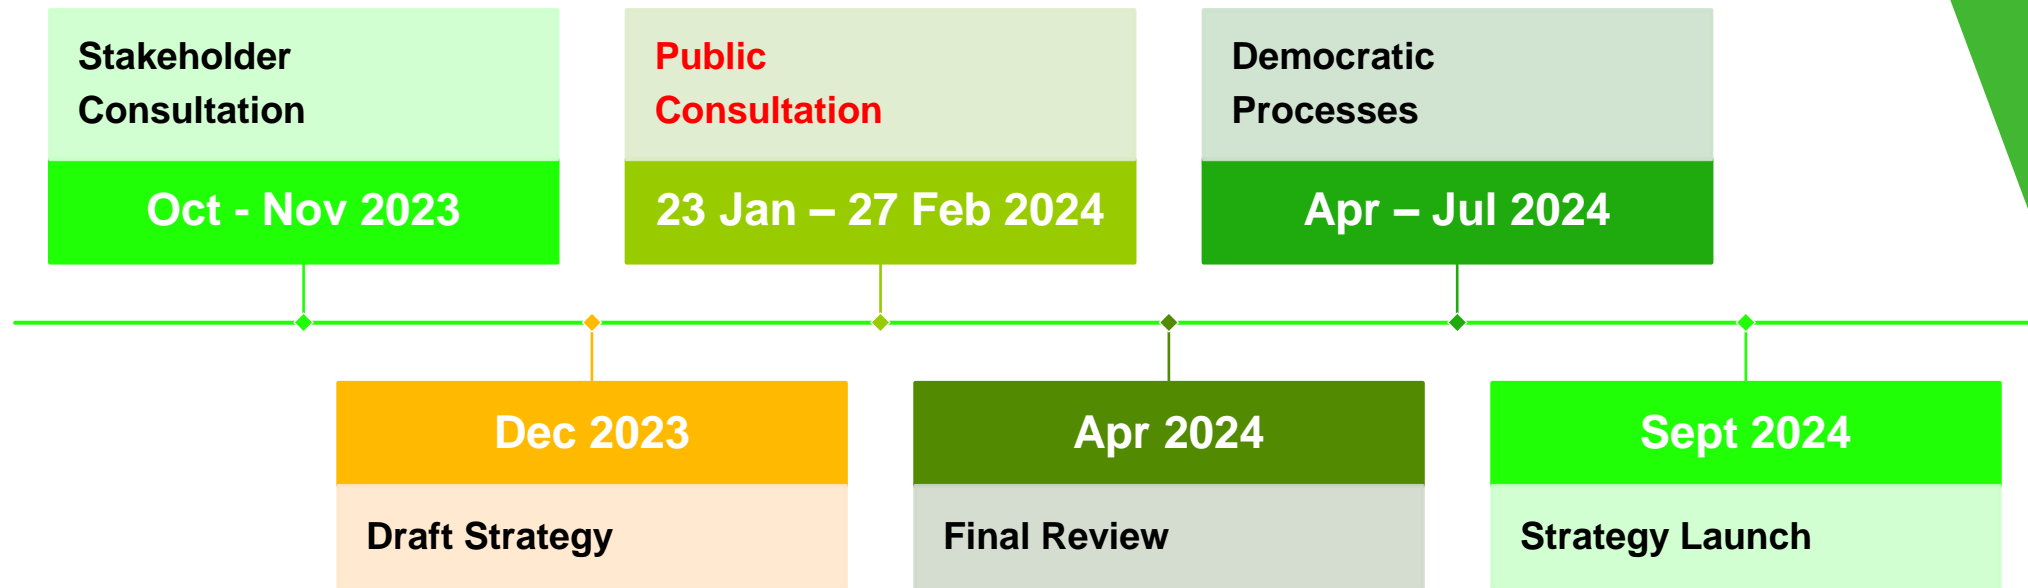 Stakeholder
Consultation
Oct - Nov 2023
Dec 2023
Draft Strategy
Public
Consultation
23 Jan – 27 Feb 2024
Apr 2024
Final Review
Democratic
Processes
Apr – Jul 2024
Sept 2024
Strategy Launch